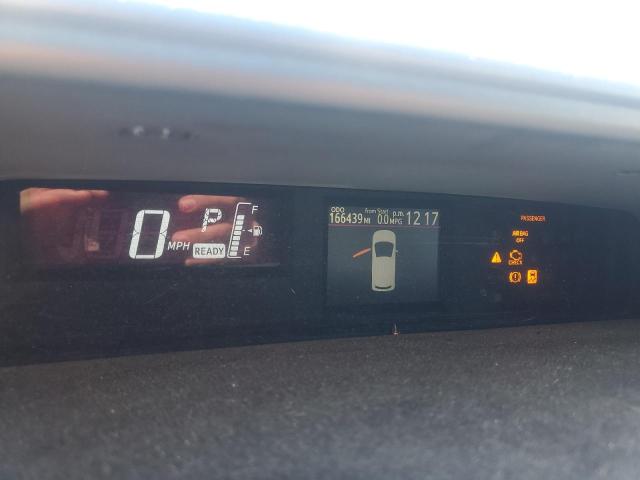 0 MPH
P
READY
F
E
ODO from Start p.m.
166439 MI 0.0 MPG 12 17
PASSENGER
AIRBAG
OFF
CHECK